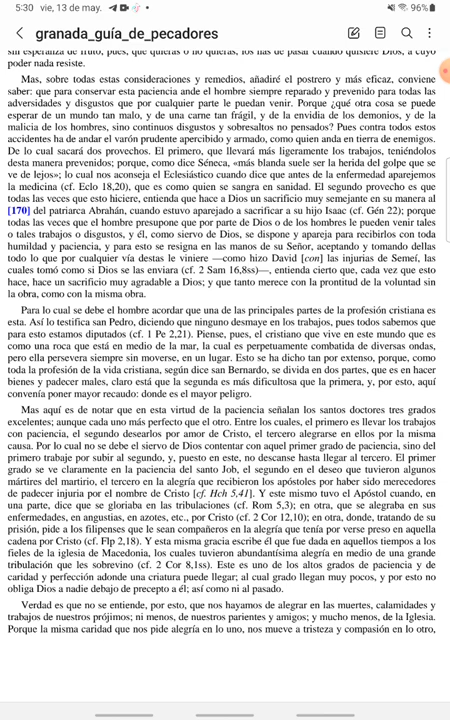 5:30 vie, 13 de may.
96%
granada_guía_de_pecadores
sin esperanza de fruto, pues, que quieras o no quieras, los has de pasar cuando quisiere Dios, a cuyo
poder nada resiste.
Mas, sobre todas estas consideraciones y remedios, añadiré el postrero y más eficaz, conviene
saber: que para conservar esta paciencia ande el hombre siempre reparado y prevenido para todas las
adversidades y disgustos que por cualquier parte le puedan venir. Porque ¿qué otra cosa se puede
esperar de un mundo tan malo, y de una carne tan frágil, y de la envidia de los demonios, y de la
malicia de los hombres, sino continuos disgustos y sobresaltos no pensados? Pues contra todos estos
accidentes ha de andar el varón prudente apercibido y armado, como quien anda en tierra de enemigos.
De lo cual sacará dos provechos. El primero, que llevará más ligeramente los trabajos, teniéndolos
desta manera prevenidos; porque, como dice Séneca, «más blanda suele ser la herida del golpe que se
ve de lejos»; lo cual nos aconseja el Eclesiástico cuando dice que antes de la enfermedad aparejemos
la medicina (cf. Eclo 18,20), que es como quien se sangra en sanidad. El segundo provecho es que
todas las veces que esto hiciere, entienda que hace a Dios un sacrificio muy semejante en su manera al
[170] del patriarca Abrahán, cuando estuvo aparejado a sacrificar a su hijo Isaac (cf. Gén 22); porque
todas las veces que el hombre presupone que por parte de Dios o de los hombres le pueden venir tales
o tales trabajos o disgustos, y él, como siervo de Dios, se dispone y apareja para recibirlos con toda
humildad y paciencia, y para esto se resigna en las manos de su Señor, aceptando y tomando dellas
todo lo que por cualquier vía destas le viniere —como hizo David [con] las injurias de Semeí, las
cuales tomó como si Dios se las enviara (cf. 2 Sam 16,8ss)—, entienda cierto que, cada vez que esto
hace, hace un sacrificio muy agradable a Dios; y que tanto merece con la prontitud de la voluntad sin
la obra, como con la misma obra.
Para lo cual se debe el hombre acordar que una de las principales partes de la profesión cristiana es
esta. Así lo testifica san Pedro, diciendo que ninguno desmaye en los trabajos, pues todos sabemos que
para esto estamos diputados (cf. 1 Pe 2,21). Piense, pues, el cristiano que vive en este mundo que es
como una roca que está en medio de la mar, la cual es perpetuamente combatida de diversas ondas,
pero ella persevera siempre sin moverse, en un lugar. Esto se ha dicho tan por extenso, porque, como
toda la profesión de la vida cristiana, según dice san Bernardo, se divida en dos partes, que es en hacer
bienes y padecer males, claro está que la segunda es más dificultosa que la primera, y, por esto, aquí
convenía poner mayor recaudo: donde es el mayor peligro.
Mas aquí es de notar que en esta virtud de la paciencia señalan los santos doctores tres grados
excelentes; aunque cada uno más perfecto que el otro. Entre los cuales, el primero es llevar los trabajos
con paciencia, el segundo desearlos por amor de Cristo, el tercero alegrarse en ellos por la misma
causa. Por lo cual no se debe el siervo de Dios contentar con aquel primer grado de paciencia, sino del
primero trabaje por subir al segundo, y, puesto en este, no descanse hasta llegar al tercero. El primer
grado se ve claramente en la paciencia del santo Job, el segundo en el deseo que tuvieron algunos
mártires del martirio, el tercero en la alegría que recibieron los apóstoles por haber sido merecedores
de padecer injuria por el nombre de Cristo [cf. Hch 5,41]. Y este mismo tuvo el Apóstol cuando, en
una parte, dice que se gloriaba en las tribulaciones (cf. Rom 5,3); en otra, que se alegraba en sus
enfermedades, en angustias, en azotes, etc., por Cristo (cf. 2 Cor 12,10); en otra, donde, tratando de su
prisión, pide a los filipenses que le sean compañeros en la alegría que tenía por verse preso en aquella
cadena por Cristo (cf. Flp 2,18). Y esta misma gracia escribe él que fue dada en aquellos tiempos a los
fieles de la iglesia de Macedonia, los cuales tuvieron abundantísima alegría en medio de una grande
tribulación que les sobrevino (cf. 2 Cor 8,1ss). Este es uno de los altos grados de paciencia y de
caridad y perfección adonde una criatura puede llegar; al cual grado llegan muy pocos, y por esto no
obliga Dios a nadie debajo de precepto a él; así como ni al pasado.
Verdad es que no se entiende, por esto, que nos hayamos de alegrar en las muertes, calamidades y
trabajos de nuestros prójimos; ni menos, de nuestros parientes y amigos; y mucho menos, de la Iglesia.
Porque la misma caridad que nos pide alegría en lo uno, nos mueve a tristeza y compasión en lo otro,